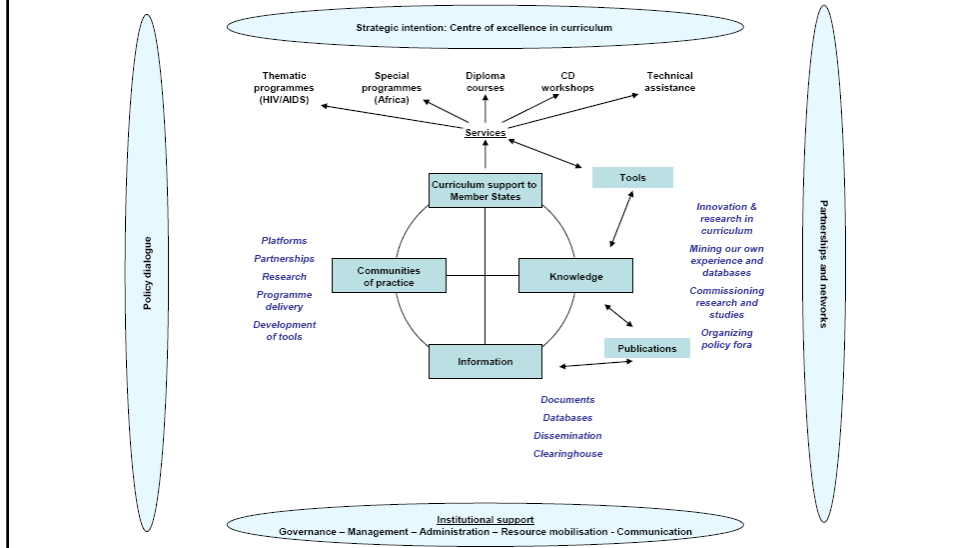 Strategic intention: Centre of excellence in curriculum
Thematic
programmes
(HIV/AIDS)
Special
programmes
(Africa)
Diploma
courses
CD
workshops
Technical
assistance
Services
Curriculum support to
Member States
Tools
Communities
of practice
Knowledge
Information
Publications
Platforms
Partnerships
Research
Programme
delivery
Development
of tools
Innovation &
research in
curriculum
Mining our own
experience and
databases
Commissioning
research and
studies
Organizing
policy fora
Documents
Databases
Dissemination
Clearinghouse
Policy dialogue
Partnerships and networks
Institutional support
Governance – Management – Administration – Resource mobilisation - Communication